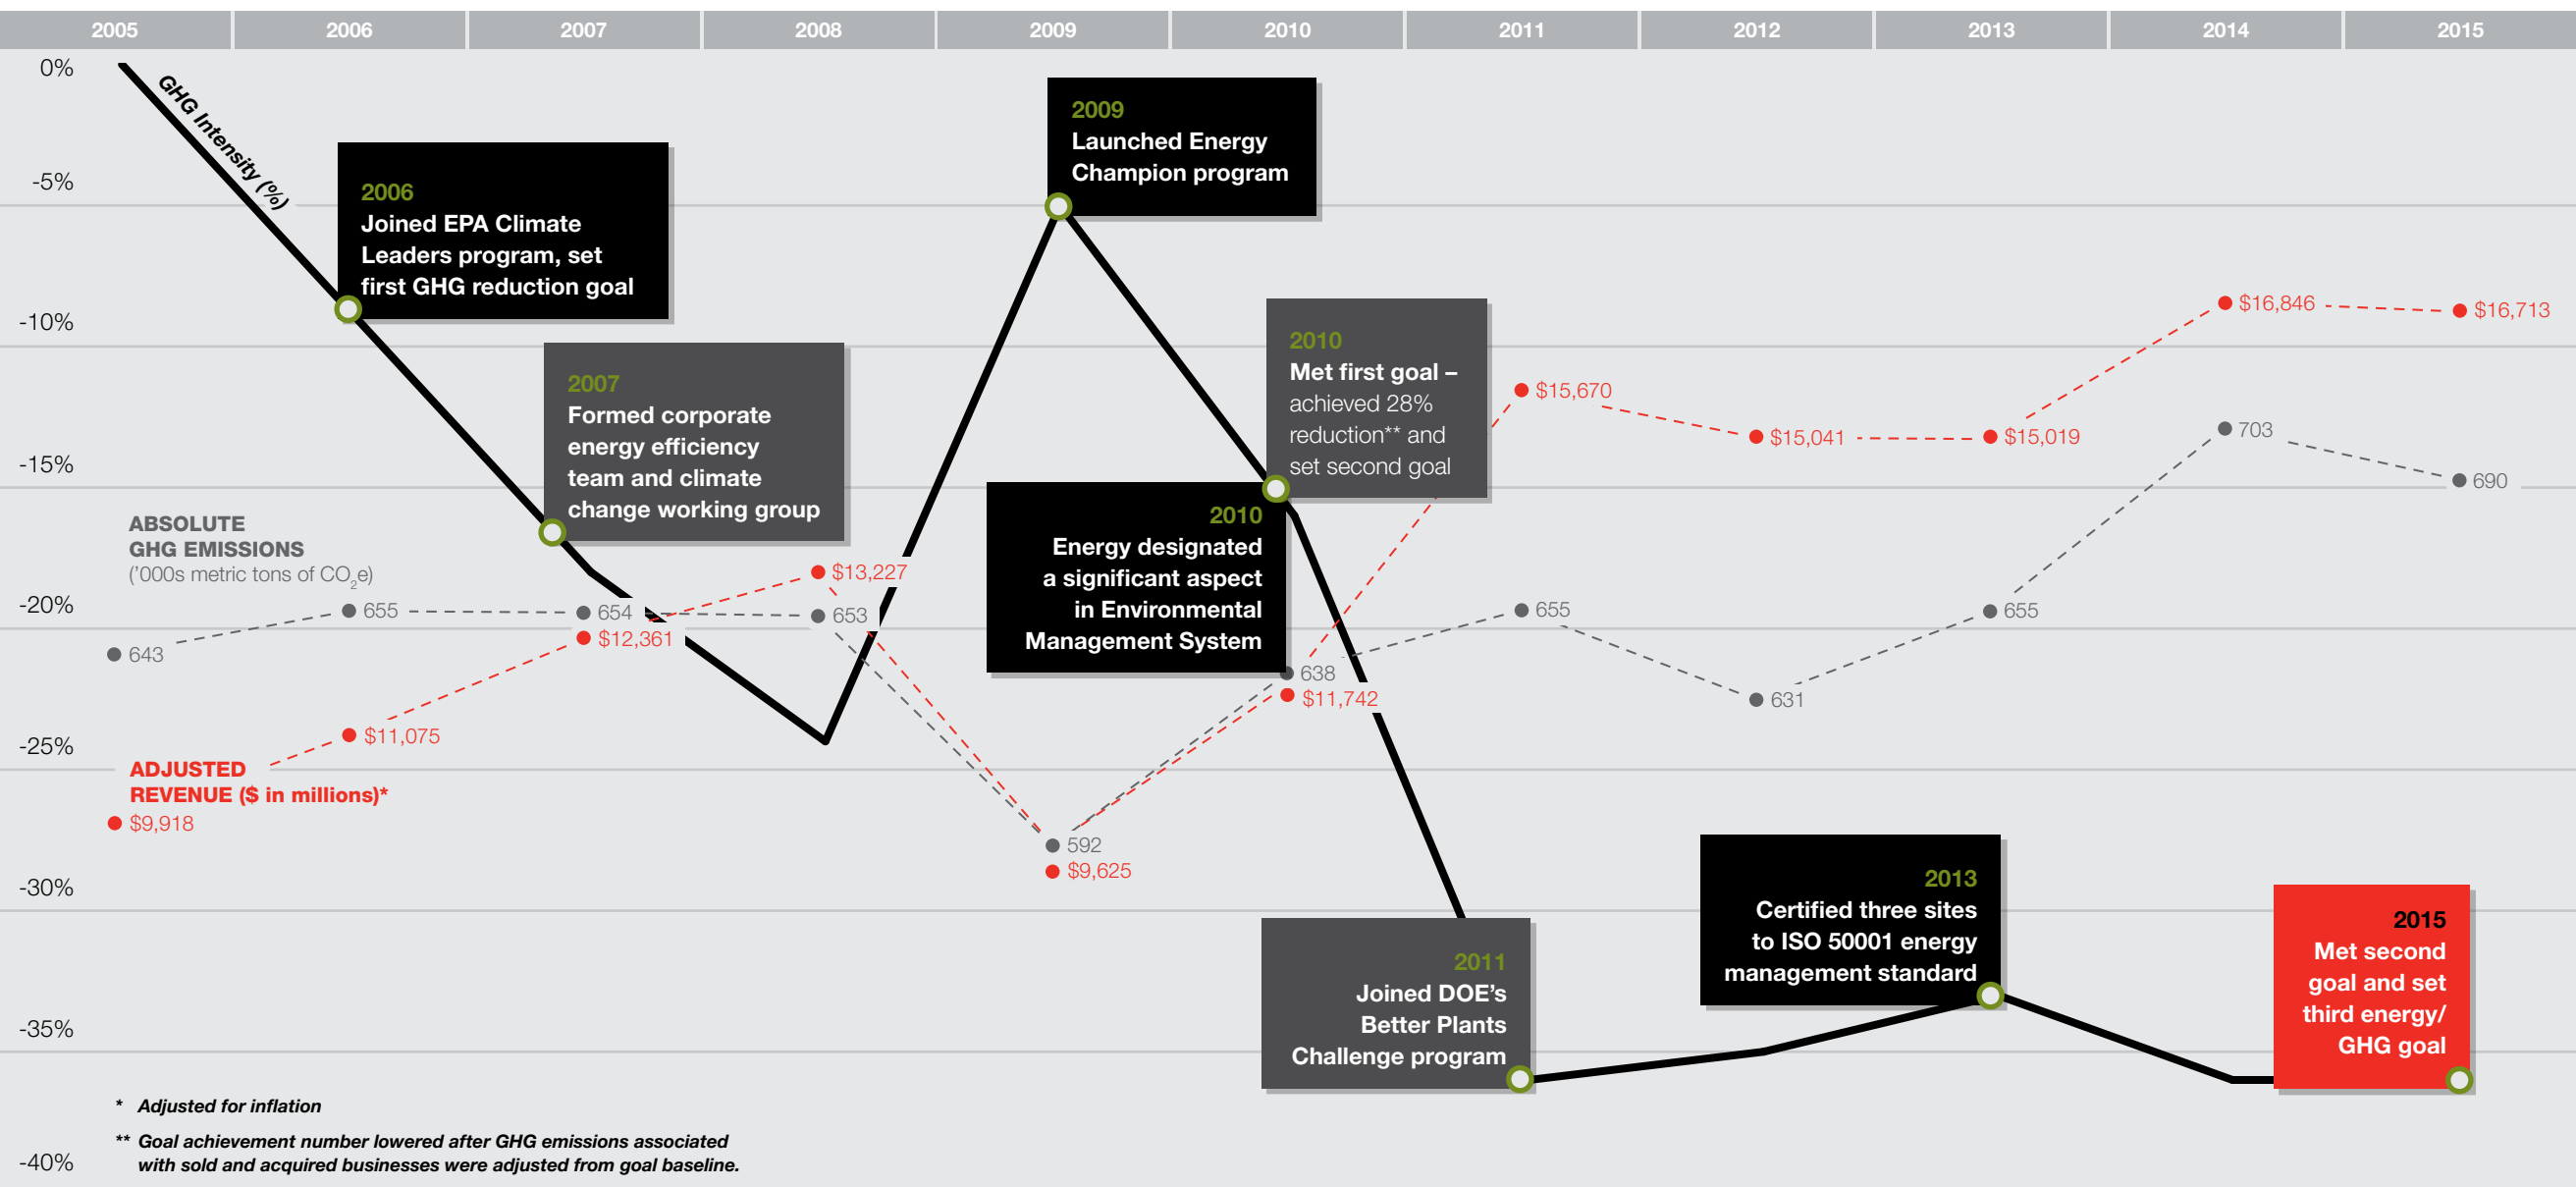 2005 2006 2007 2008 2009 2010 2011 2012 2013 2014 2015
0%
-5%
-10%
-15%
-20%
-25%
-30%
-35%
-40%
GHG Intensity (%)
2006
Joined EPA Climate
Leaders program, set
first GHG reduction goal
2007
Formed corporate
energy efficiency
team and climate
change working group
2009
Launched Energy
Champion program
2010
Met first goal –
achieved 28%
reduction** and
set second goal
2010
Energy designated
a significant aspect
in Environmental
Management System
2011
Joined DOE's
Better Plants
Challenge program
2013
Certified three sites
to ISO 50001 energy
management standard
2015
Met second
goal and set
third energy/
GHG goal
ABSOLUTE
GHG EMISSIONS
('000s metric tons of CO₂e)
643
655
654
653
592
638
655
631
655
703
690
ADJUSTED
REVENUE ($ in millions)*
$9,918
$11,075
$12,361
$13,227
$9,625
$11,742
$15,670
$15,041
$15,019
$16,846
$16,713
* Adjusted for inflation
** Goal achievement number lowered after GHG emissions associated
with sold and acquired businesses were adjusted from goal baseline.